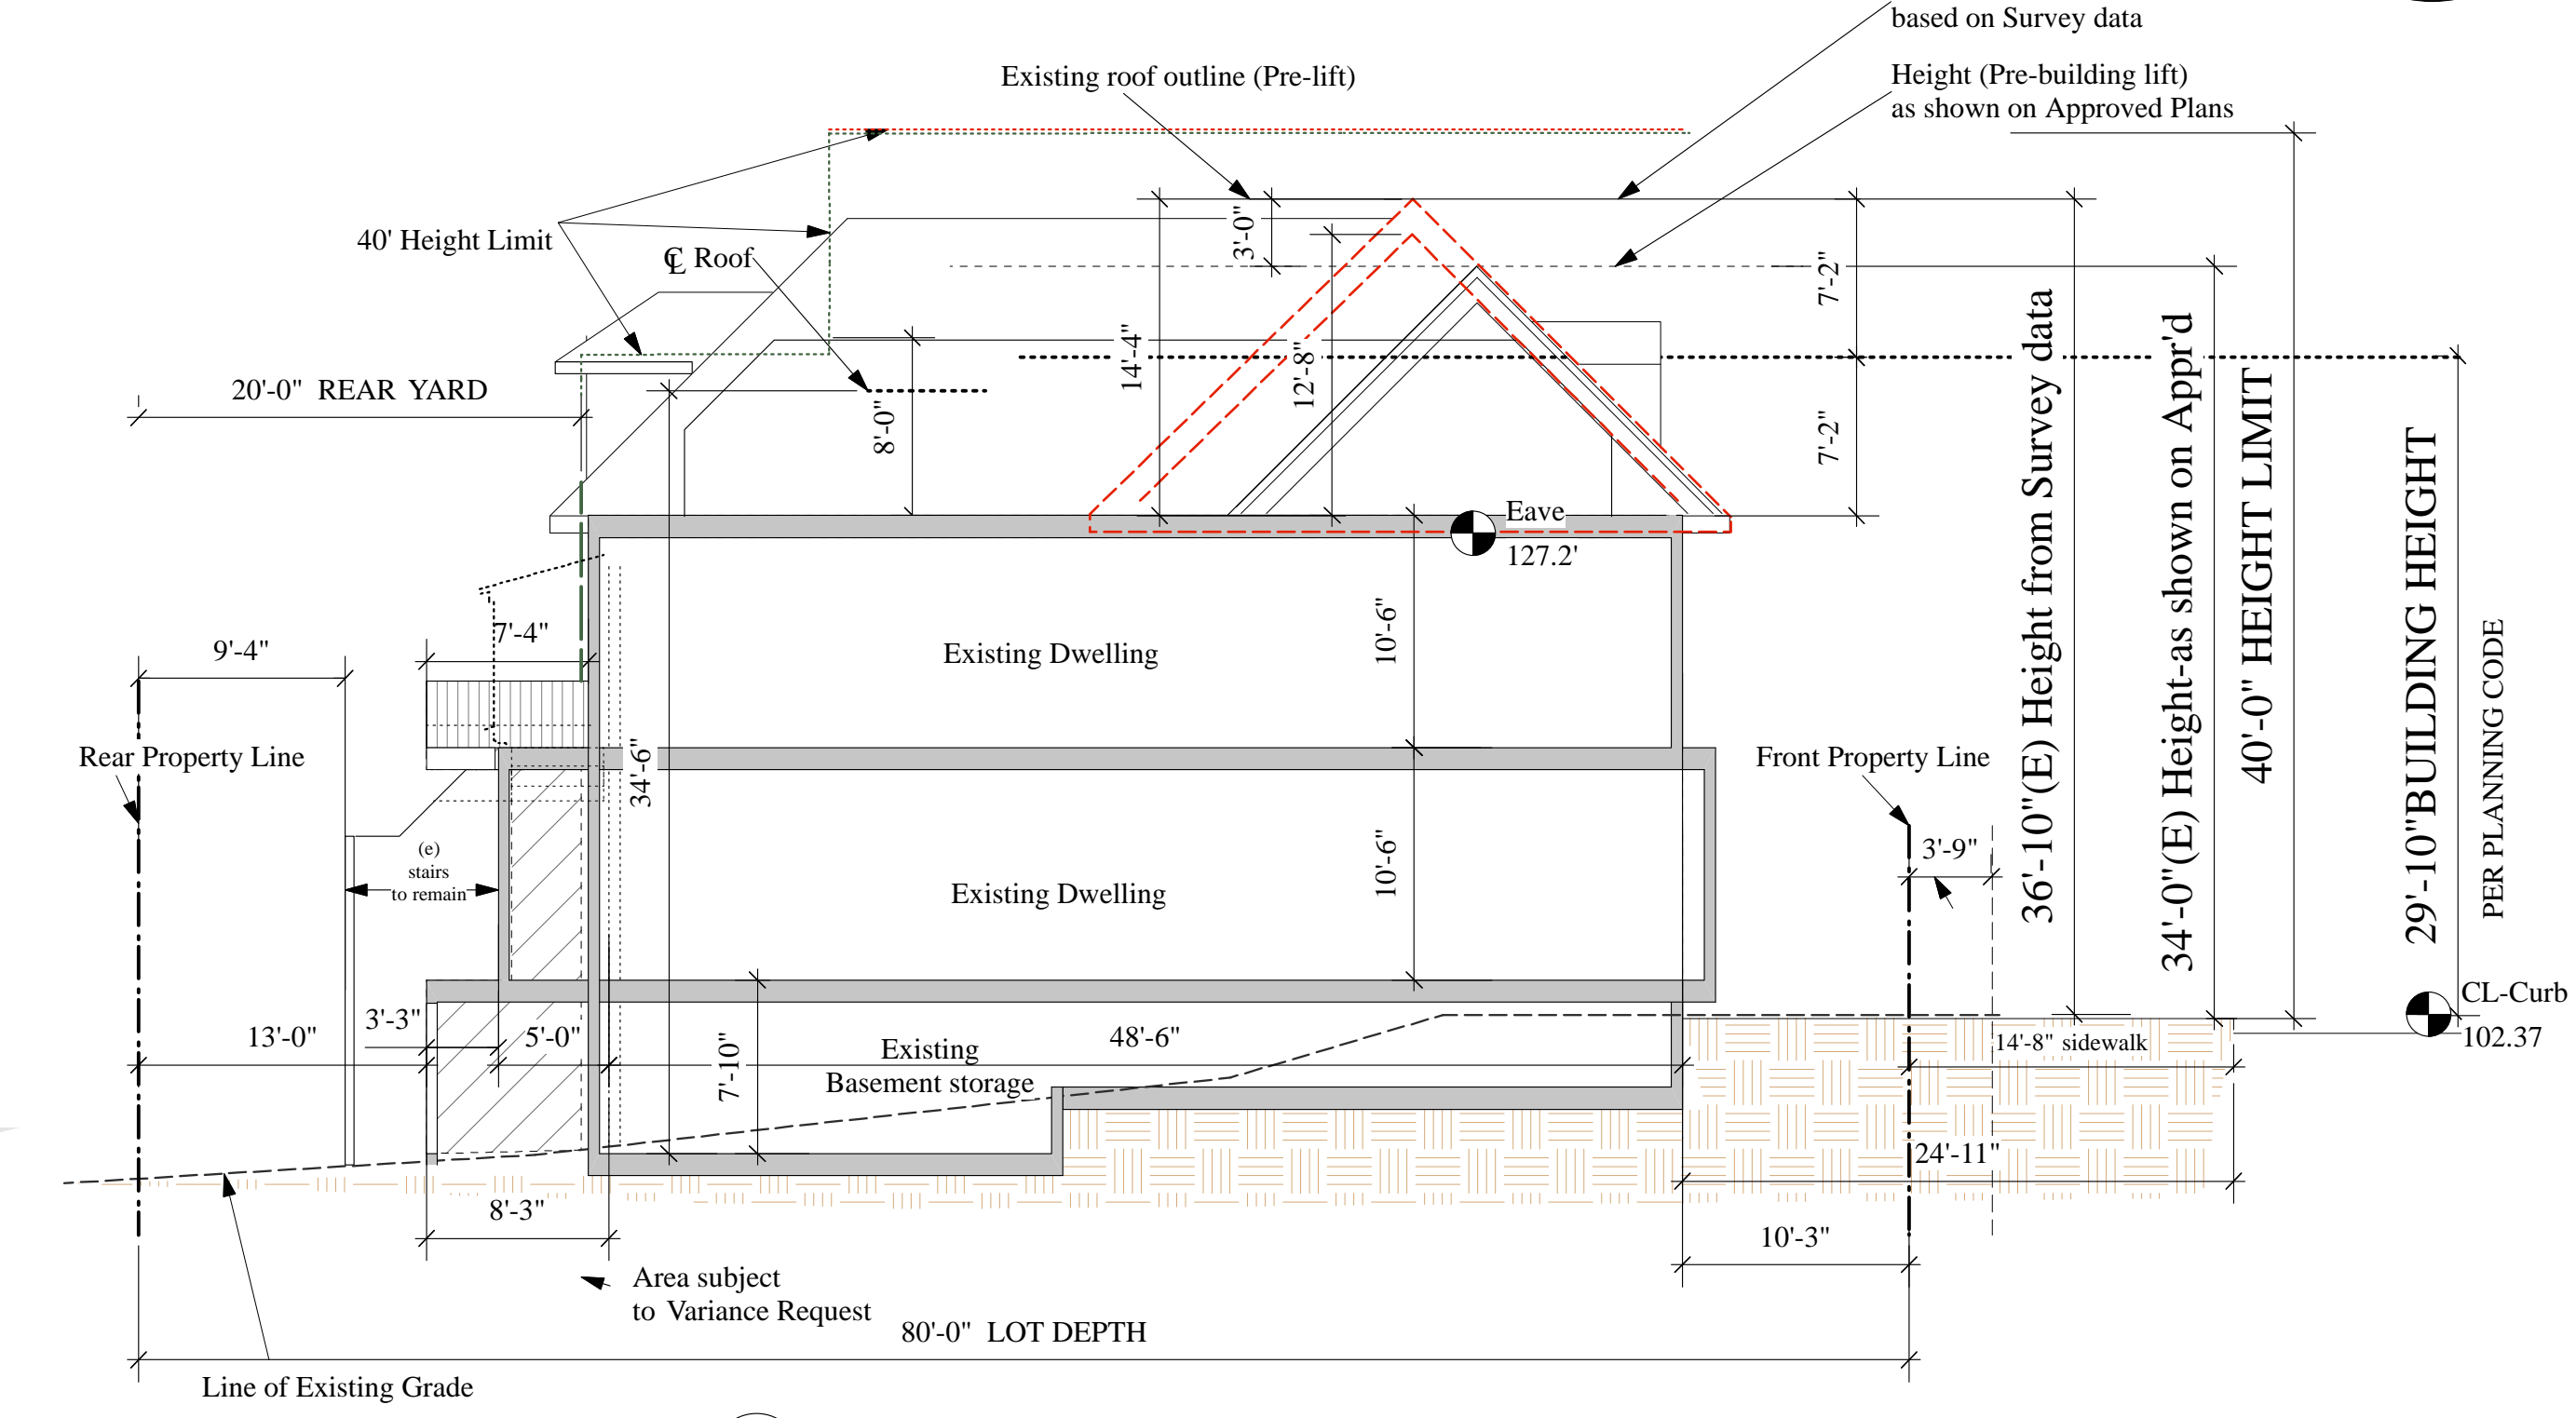 based on Survey data
Existing roof outline (Pre-lift)
Height (Pre-building lift)
as shown on Approved Plans
40' Height Limit
℄ Roof
3'-0"
7'-2"
14'-4"
12'-8"
20'-0" REAR YARD
8'-0"
7'-2"
Eave
127.2'
36'-10"(E) Height from Survey data
34'-0"(E) Height-as shown on Appr'd
40'-0" HEIGHT LIMIT
29'-10"BUILDING HEIGHT
PER PLANNING CODE
9'-4"
7'-4"
Existing Dwelling
10'-6"
Rear Property Line
34'-6"
Front Property Line
(e)
stairs
to remain
Existing Dwelling
10'-6"
3'-9"
CL-Curb
102.37
13'-0"
3'-3"
5'-0"
7'-10"
Existing
Basement storage
48'-6"
14'-8" sidewalk
24'-11"
8'-3"
10'-3"
Area subject
to Variance Request
80'-0" LOT DEPTH
Line of Existing Grade